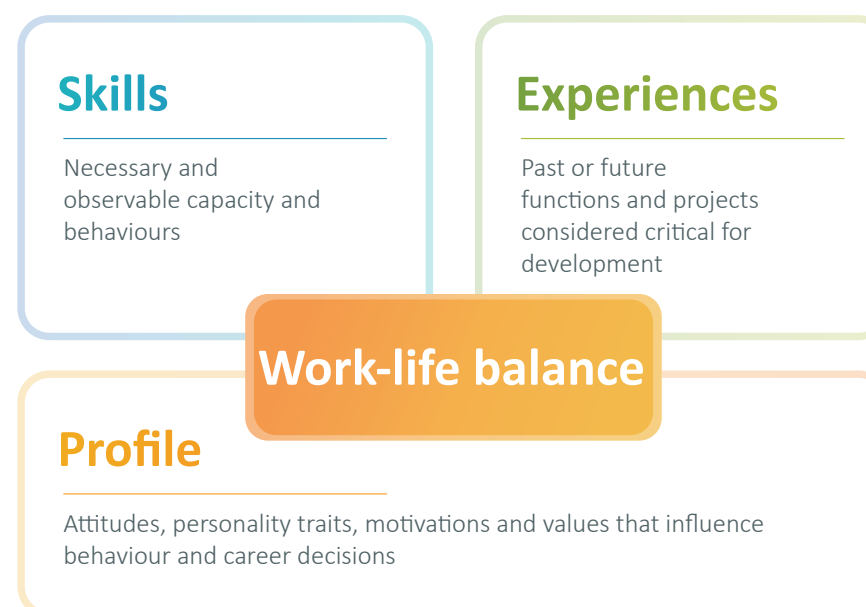 Skills
Necessary and
observable capacity and
behaviours
Experiences
Past or future
functions and projects
considered critical for
development
Work-life balance
Profile
Attitudes, personality traits, motivations and values that influence
behaviour and career decisions